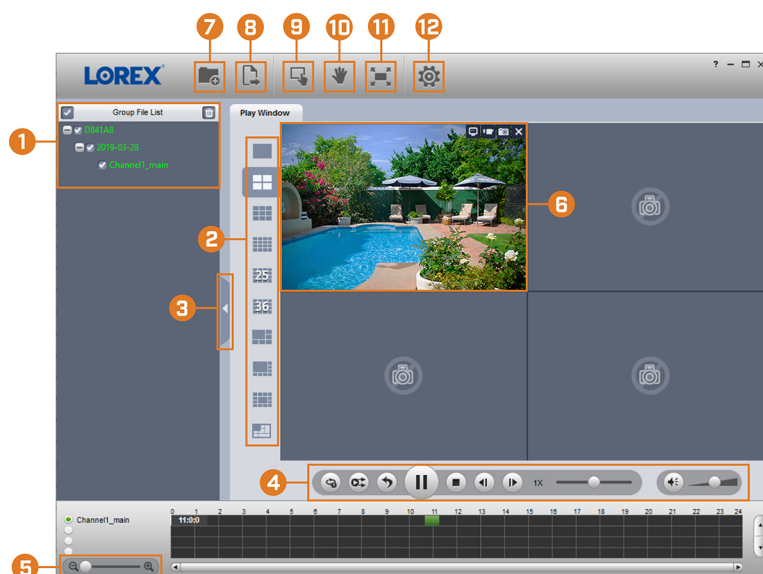 7 8 9 10 11 12
LOREX
? – ×
Group File List
Play Window
1
D841A8
2019-03-28
Channel1_main
6
2
25
3
36
4
1X
0 1 2 3 4 5 6 7 8 9 10 11 12 13 14 15 16 17 18 19 20 21 22 23 24
Channel1_main
11:0:0
5